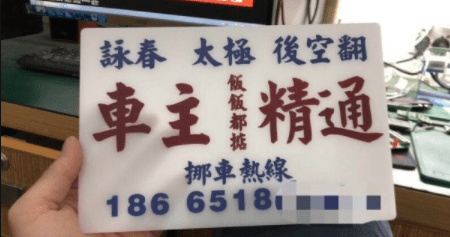 詠春 太極 後空翻
車主 飯飯都掂 精通
挪車熱線
186 6518